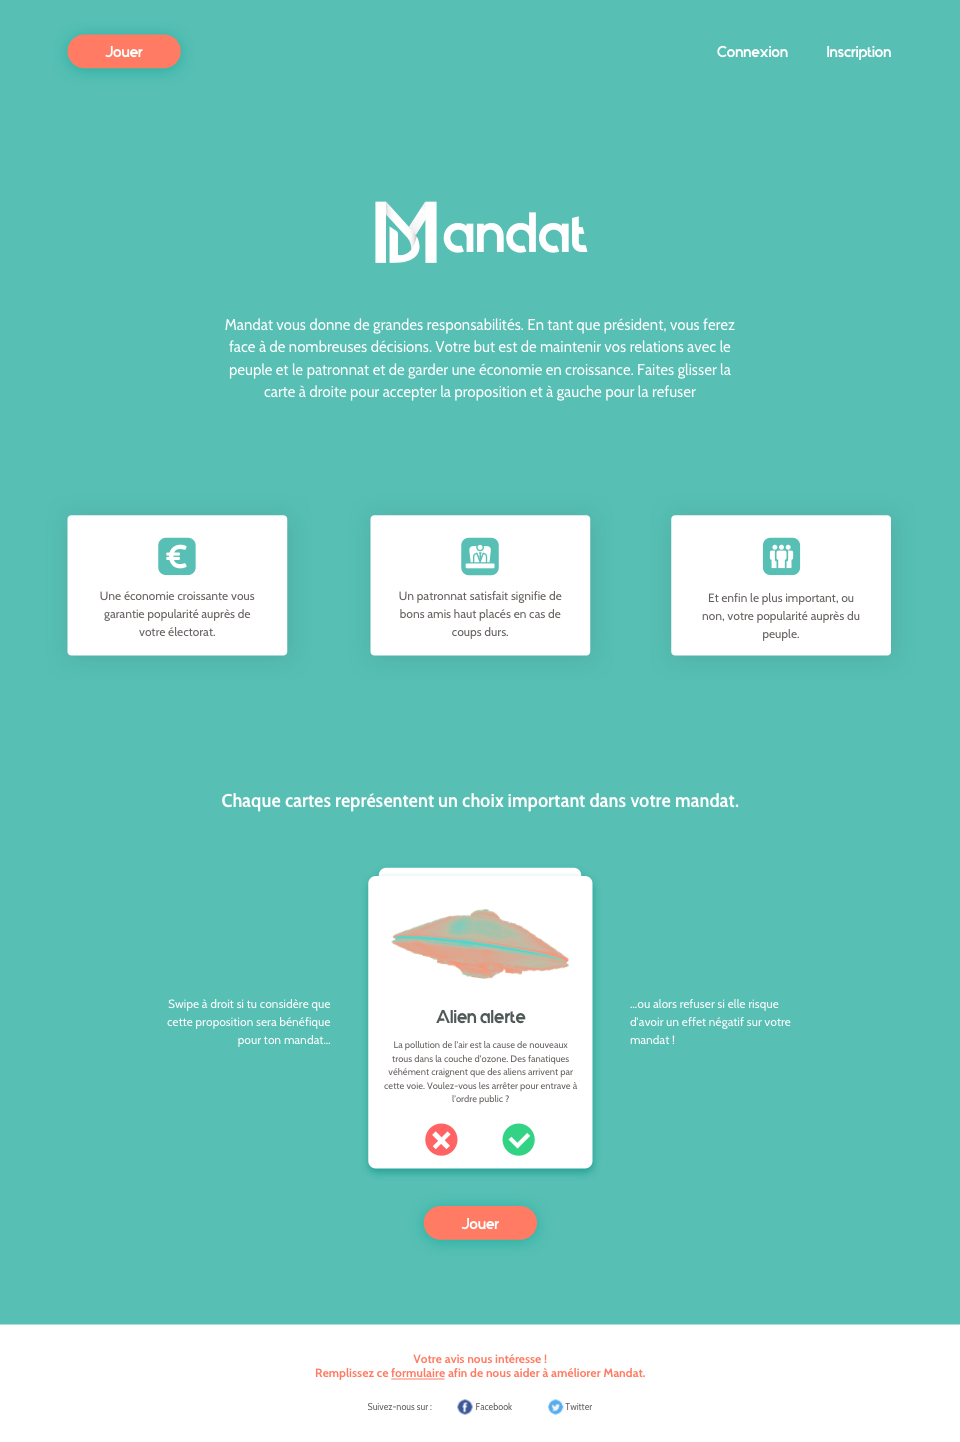 Jouer
Connexion
Inscription
Mandat
Mandat vous donne de grandes responsabilités. En tant que président, vous ferez
face à de nombreuses décisions. Votre but est de maintenir vos relations avec le
peuple et le patronnat et de garder une économie en croissance. Faites glisser la
carte à droite pour accepter la proposition et à gauche pour la refuser
Une économie croissante vous
garantie popularité auprès de
votre électorat.
Un patronnat satisfait signifie de
bons amis haut placés en cas de
coups durs.
Et enfin le plus important, ou
non, votre popularité auprès du
peuple.
Chaque cartes représentent un choix important dans votre mandat.
Swipe à droit si tu considère que
cette proposition sera bénéfique
pour ton mandat...
Alien alerte
La pollution de l'air est la cause de nouveaux
trous dans la couche d'ozone. Des fanatiques
véhément craignent que des aliens arrivent par
cette voie. Voulez-vous les arrêter pour entrave à
l'ordre public ?
...ou alors refuser si elle risque
d'avoir un effet négatif sur votre
mandat !
Jouer
Votre avis nous intéresse !
Remplissez ce formulaire afin de nous aider à améliorer Mandat.
Suivez-nous sur :
Facebook
Twitter